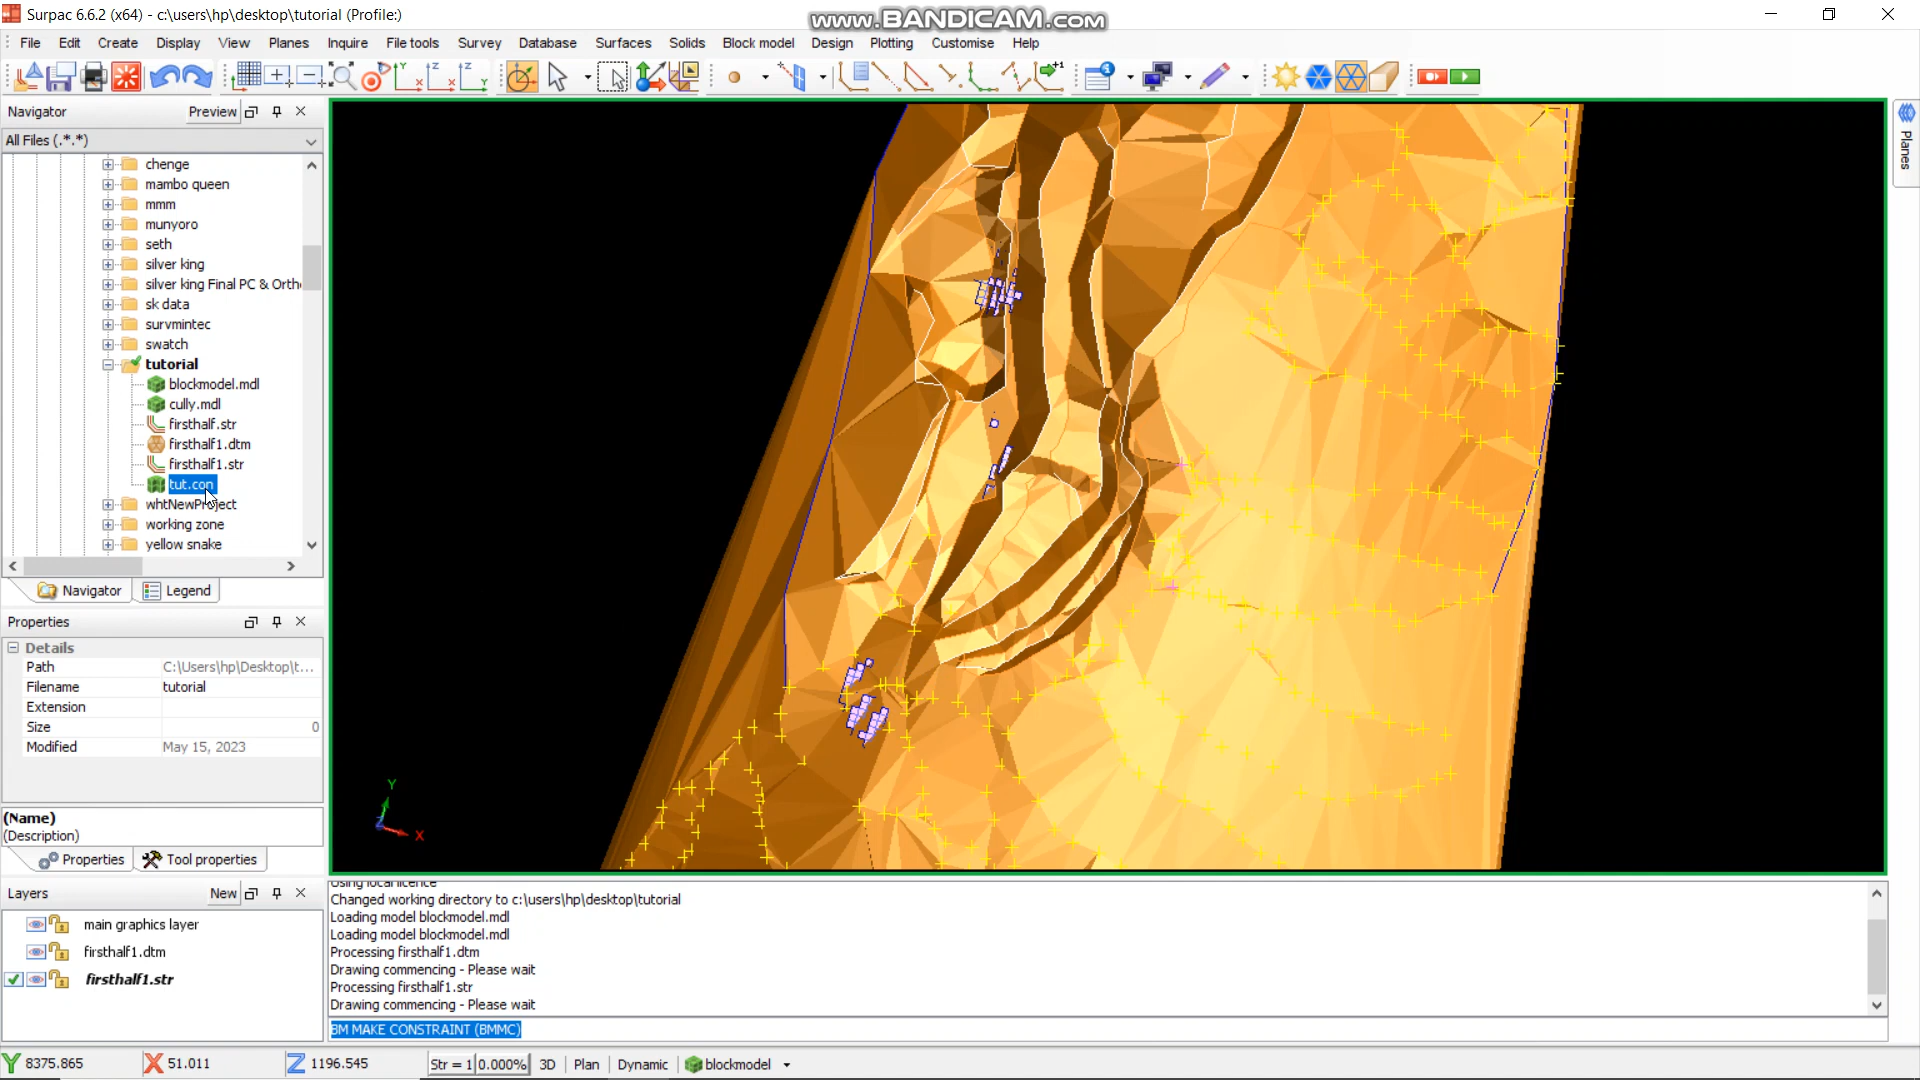 Surpac 6.6.2 (x64) - c:\users\hp\desktop\tutorial (Profile:)
www.BANDICAM.com
File Edit Create Display View Planes Inquire File tools Survey Database Surfaces Solids Block model Design Plotting Customise Help
Navigator Preview
All Files (.*.*)
chenge
mambo queen
mmm
munyoro
seth
silver king
silver king Final PC & Orth
sk data
survmintec
swatch
tutorial
blockmodel.mdl
cully.mdl
firsthalf.str
firsthalf1.dtm
firsthalf1.str
tut.con
whtNewProject
working zone
yellow snake
Navigator Legend
Properties
Details
Path C:\Users\hp\Desktop\t...
Filename tutorial
Extension
Size 0
Modified May 15, 2023
(Name)
(Description)
Properties Tool properties
Layers New
main graphics layer
firsthalf1.dtm
firsthalf1.str
Planes
Y
X
Using local licence
Changed working directory to c:\users\hp\desktop\tutorial
Loading model blockmodel.mdl
Loading model blockmodel.mdl
Processing firsthalf1.dtm
Drawing commencing - Please wait
Processing firsthalf1.str
Drawing commencing - Please wait
BM MAKE CONSTRAINT (BMMC)
Y 8375.865 X 51.011 Z 1196.545 Str = 1 0.000% 3D Plan Dynamic blockmodel